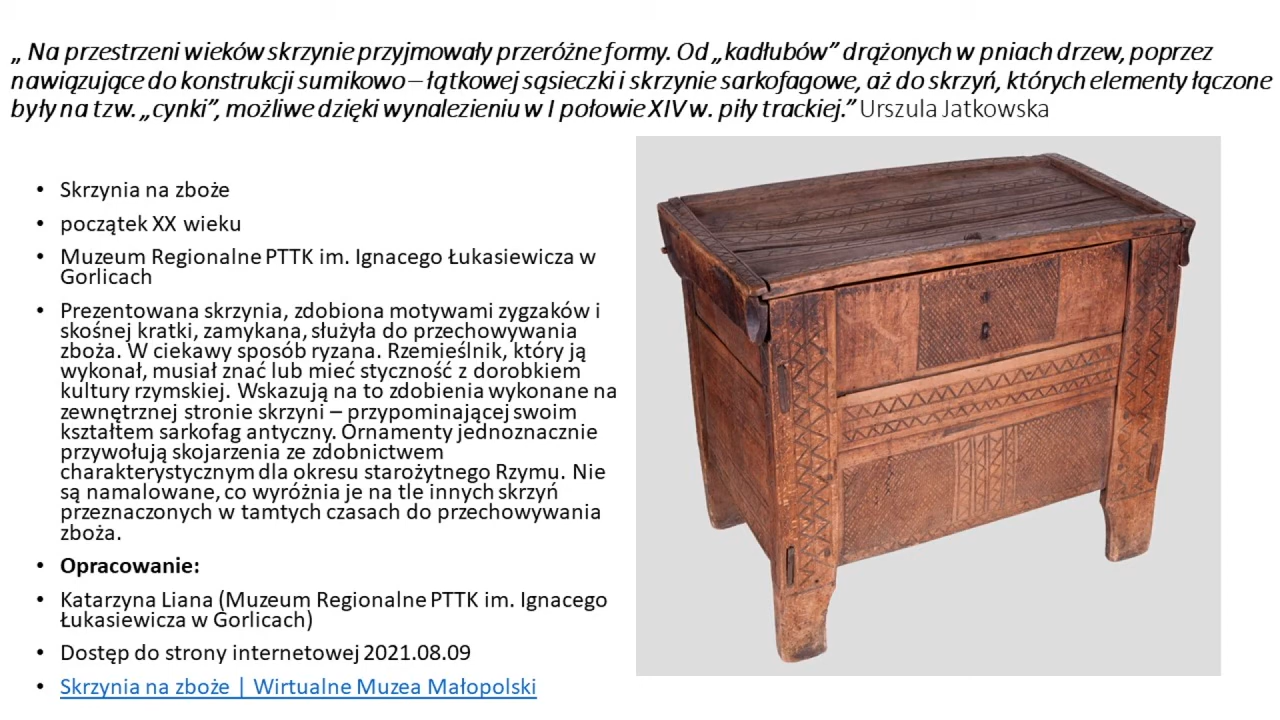 „ Na przestrzeni wieków skrzynie przyjmowały przeróżne formy. Od „kadłubów” drążonych w pniach drzew, poprzez
nawiązujące do konstrukcji sumikowo – łątkowej sąsieczki i skrzynie sarkofagowe, aż do skrzyń, których elementy łączone
były na tzw. „cynki”, możliwe dzięki wynalezieniu w I połowie XIV w. piły trackiej.” Urszula Jatkowska
• Skrzynia na zboże
• początek XX wieku
• Muzeum Regionalne PTTK im. Ignacego Łukasiewicza w
Gorlicach
• Prezentowana skrzynia, zdobiona motywami zygzaków i
skośnej kratki, zamykana, służyła do przechowywania
zboża. W ciekawy sposób ryzana. Rzemieślnik, który ją
wykonał, musiał znać lub mieć styczność z dorobkiem
kultury rzymskiej. Wskazują na to zdobienia wykonane na
zewnętrznej stronie skrzyni – przypominającej swoim
kształtem sarkofag antyczny. Ornamenty jednoznacznie
przywołują skojarzenia ze zdobnictwem
charakterystycznym dla okresu starożytnego Rzymu. Nie
są namalowane, co wyróżnia je na tle innych skrzyń
przeznaczonych w tamtych czasach do przechowywania
zboża.
• Opracowanie:
• Katarzyna Liana (Muzeum Regionalne PTTK im. Ignacego
Łukasiewicza w Gorlicach)
• Dostęp do strony internetowej 2021.08.09
• Skrzynia na zboże | Wirtualne Muzea Małopolski